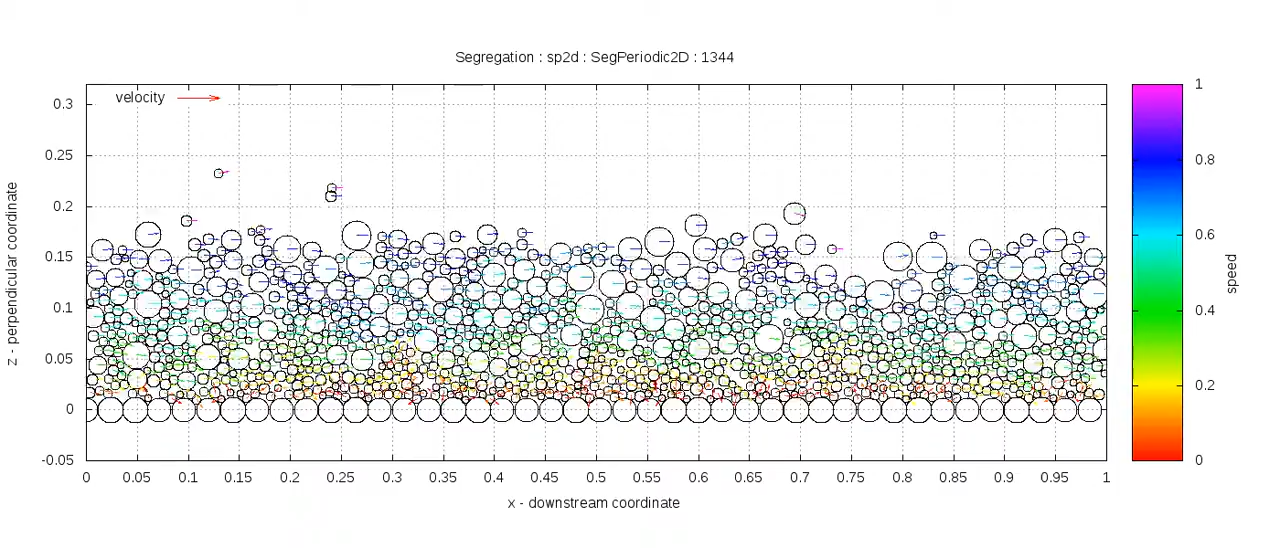 Segregation : sp2d : SegPeriodic2D : 1344
velocity
z - perpendicular coordinate
0.3
0.25
0.2
0.15
0.1
0.05
0
-0.05
0 0.05 0.1 0.15 0.2 0.25 0.3 0.35 0.4 0.45 0.5 0.55 0.6 0.65 0.7 0.75 0.8 0.85 0.9 0.95 1
x - downstream coordinate
1
0.8
0.6
0.4
0.2
0
speed